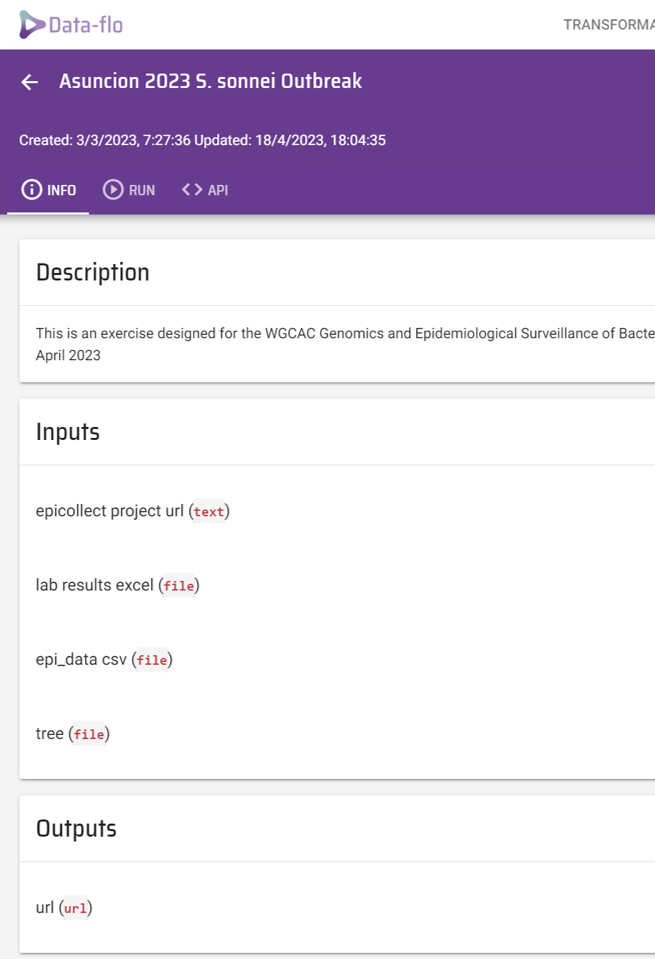 Data-flo
TRANSFORMA
Asuncion 2023 S. sonnei Outbreak
Created: 3/3/2023, 7:27:36 Updated: 18/4/2023, 18:04:35
INFO RUN <> API
Description
This is an exercise designed for the WGCAC Genomics and Epidemiological Surveillance of Bacte
April 2023
Inputs
epicollect project url (text)
lab results excel (file)
epi_data csv (file)
tree (file)
Outputs
url (url)